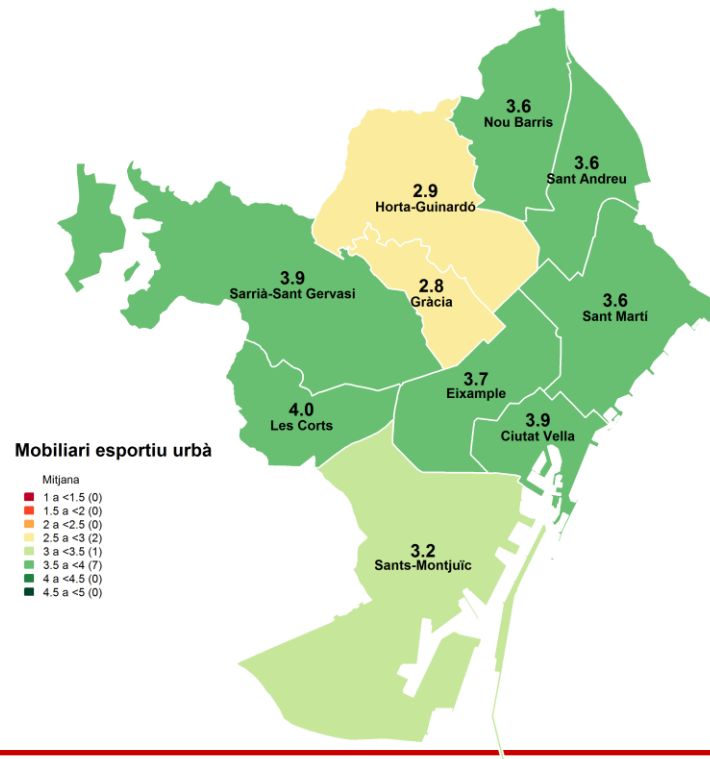 3.6
Nou Barris
3.6
Sant Andreu
2.9
Horta-Guinardó
3.9
Sarrià-Sant Gervasi
2.8
Gràcia
3.6
Sant Martí
3.7
Eixample
4.0
Les Corts
3.9
Ciutat Vella
3.2
Sants-Montjuïc
Mobiliari esportiu urbà
Mitjana
1 a <1.5 (0)
1.5 a <2 (0)
2 a <2.5 (0)
2.5 a <3 (2)
3 a <3.5 (1)
3.5 a <4 (7)
4 a <4.5 (0)
4.5 a <5 (0)